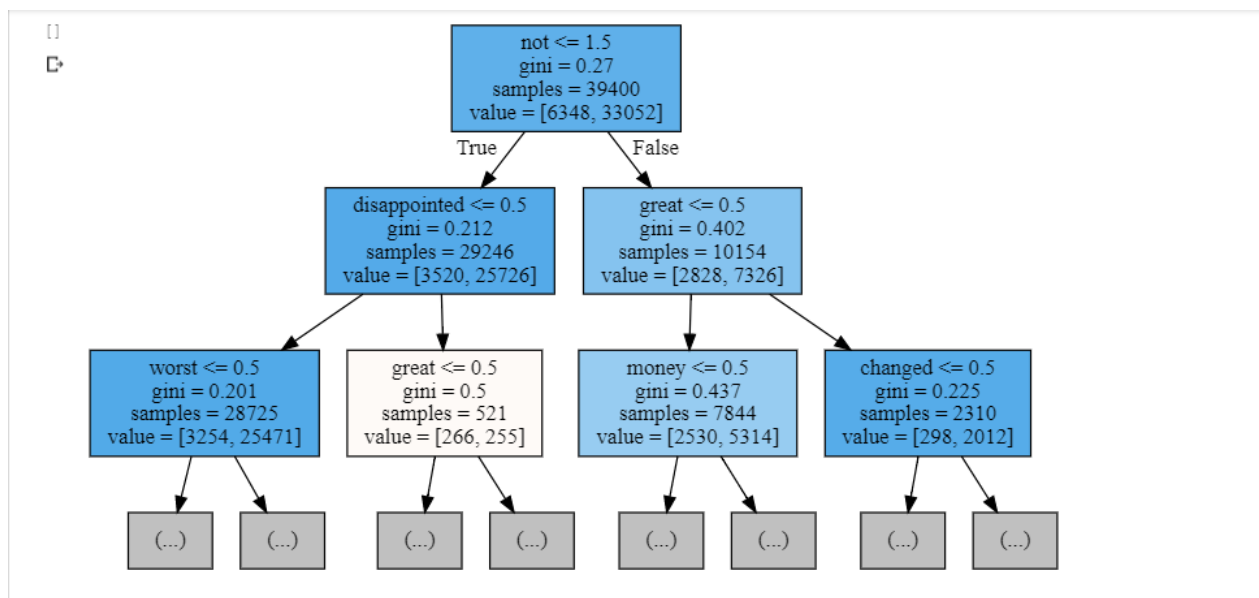 [ ]
not <= 1.5
gini = 0.27
samples = 39400
value = [6348, 33052]
True
False
disappointed <= 0.5
gini = 0.212
samples = 29246
value = [3520, 25726]
great <= 0.5
gini = 0.402
samples = 10154
value = [2828, 7326]
worst <= 0.5
gini = 0.201
samples = 28725
value = [3254, 25471]
great <= 0.5
gini = 0.5
samples = 521
value = [266, 255]
money <= 0.5
gini = 0.437
samples = 7844
value = [2530, 5314]
changed <= 0.5
gini = 0.225
samples = 2310
value = [298, 2012]
(...)
(...)
(...)
(...)
(...)
(...)
(...)
(...)